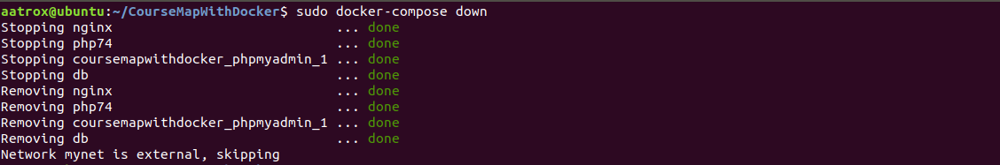 aatrox@ubuntu:~/CourseMapWithDocker$ sudo docker-compose down
Stopping nginx                           ... done
Stopping php74                           ... done
Stopping coursemapwithdocker_phpmyadmin_1 ... done
Stopping db                              ... done
Removing nginx                           ... done
Removing php74                           ... done
Removing coursemapwithdocker_phpmyadmin_1 ... done
Removing db                              ... done
Network mynet is external, skipping